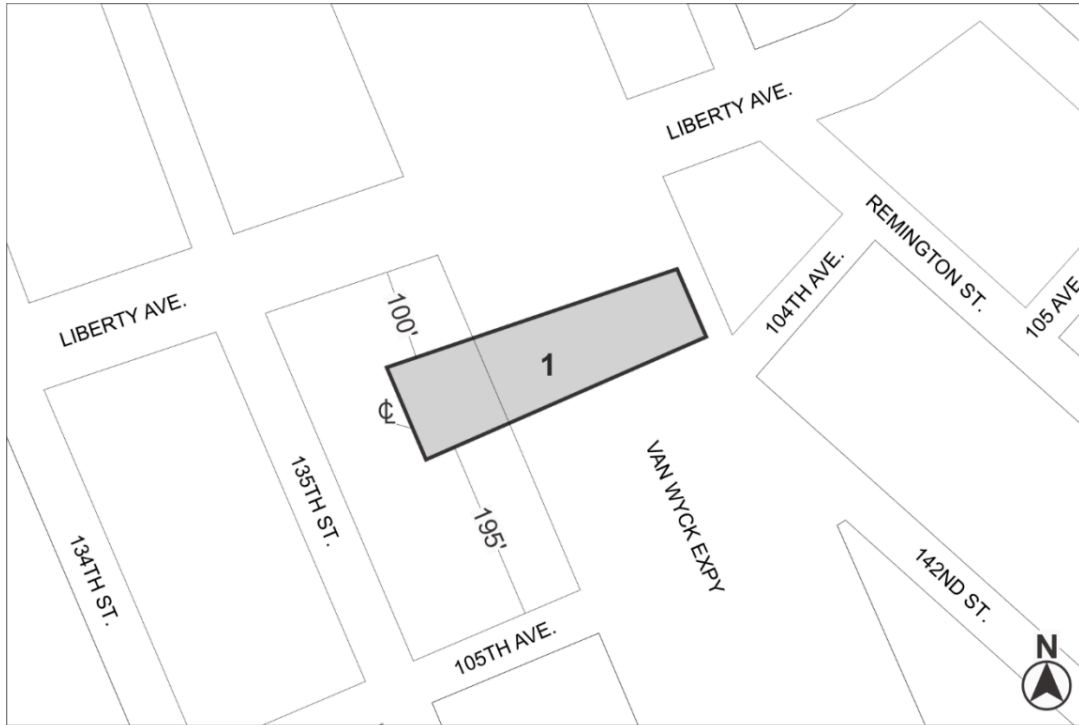 LIBERTY AVE.
LIBERTY AVE.
REMINGTON ST.
104TH AVE.
105 AVE
100'
1
℄
195'
135TH ST.
134TH ST.
VAN WYCK EXPY
142ND ST.
105TH AVE.
N